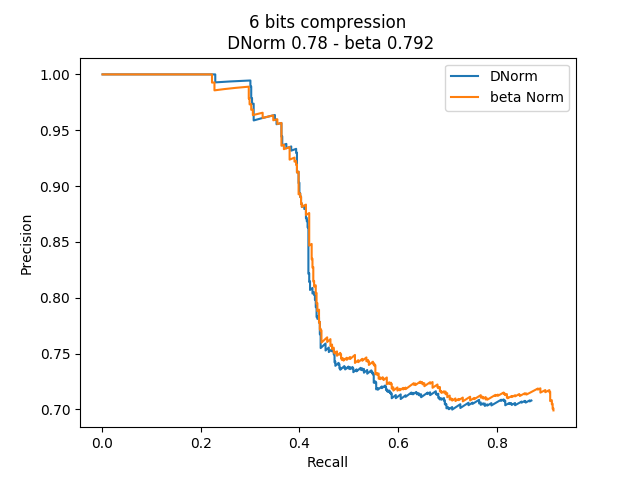 6 bits compression
DNorm 0.78 - beta 0.792
DNorm
beta Norm
Precision
1.00
0.95
0.90
0.85
0.80
0.75
0.70
0.0 0.2 0.4 0.6 0.8
Recall